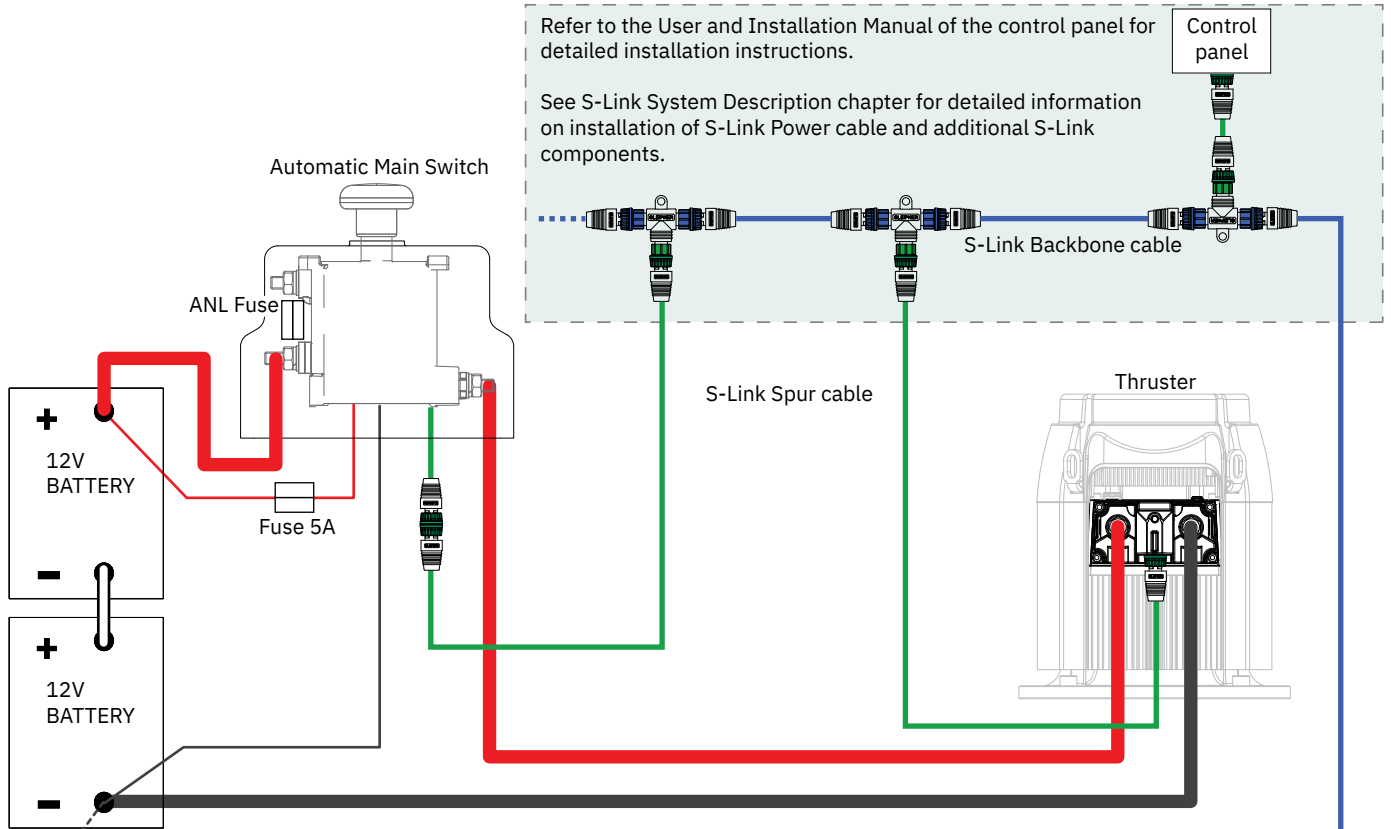 Refer to the User and Installation Manual of the control panel for
detailed installation instructions.
See S-Link System Description chapter for detailed information
on installation of S-Link Power cable and additional S-Link
components.
Control
panel
Automatic Main Switch
S-Link Backbone cable
ANL Fuse
S-Link Spur cable
Thruster
+
12V
BATTERY
-
Fuse 5A
+
12V
BATTERY
-